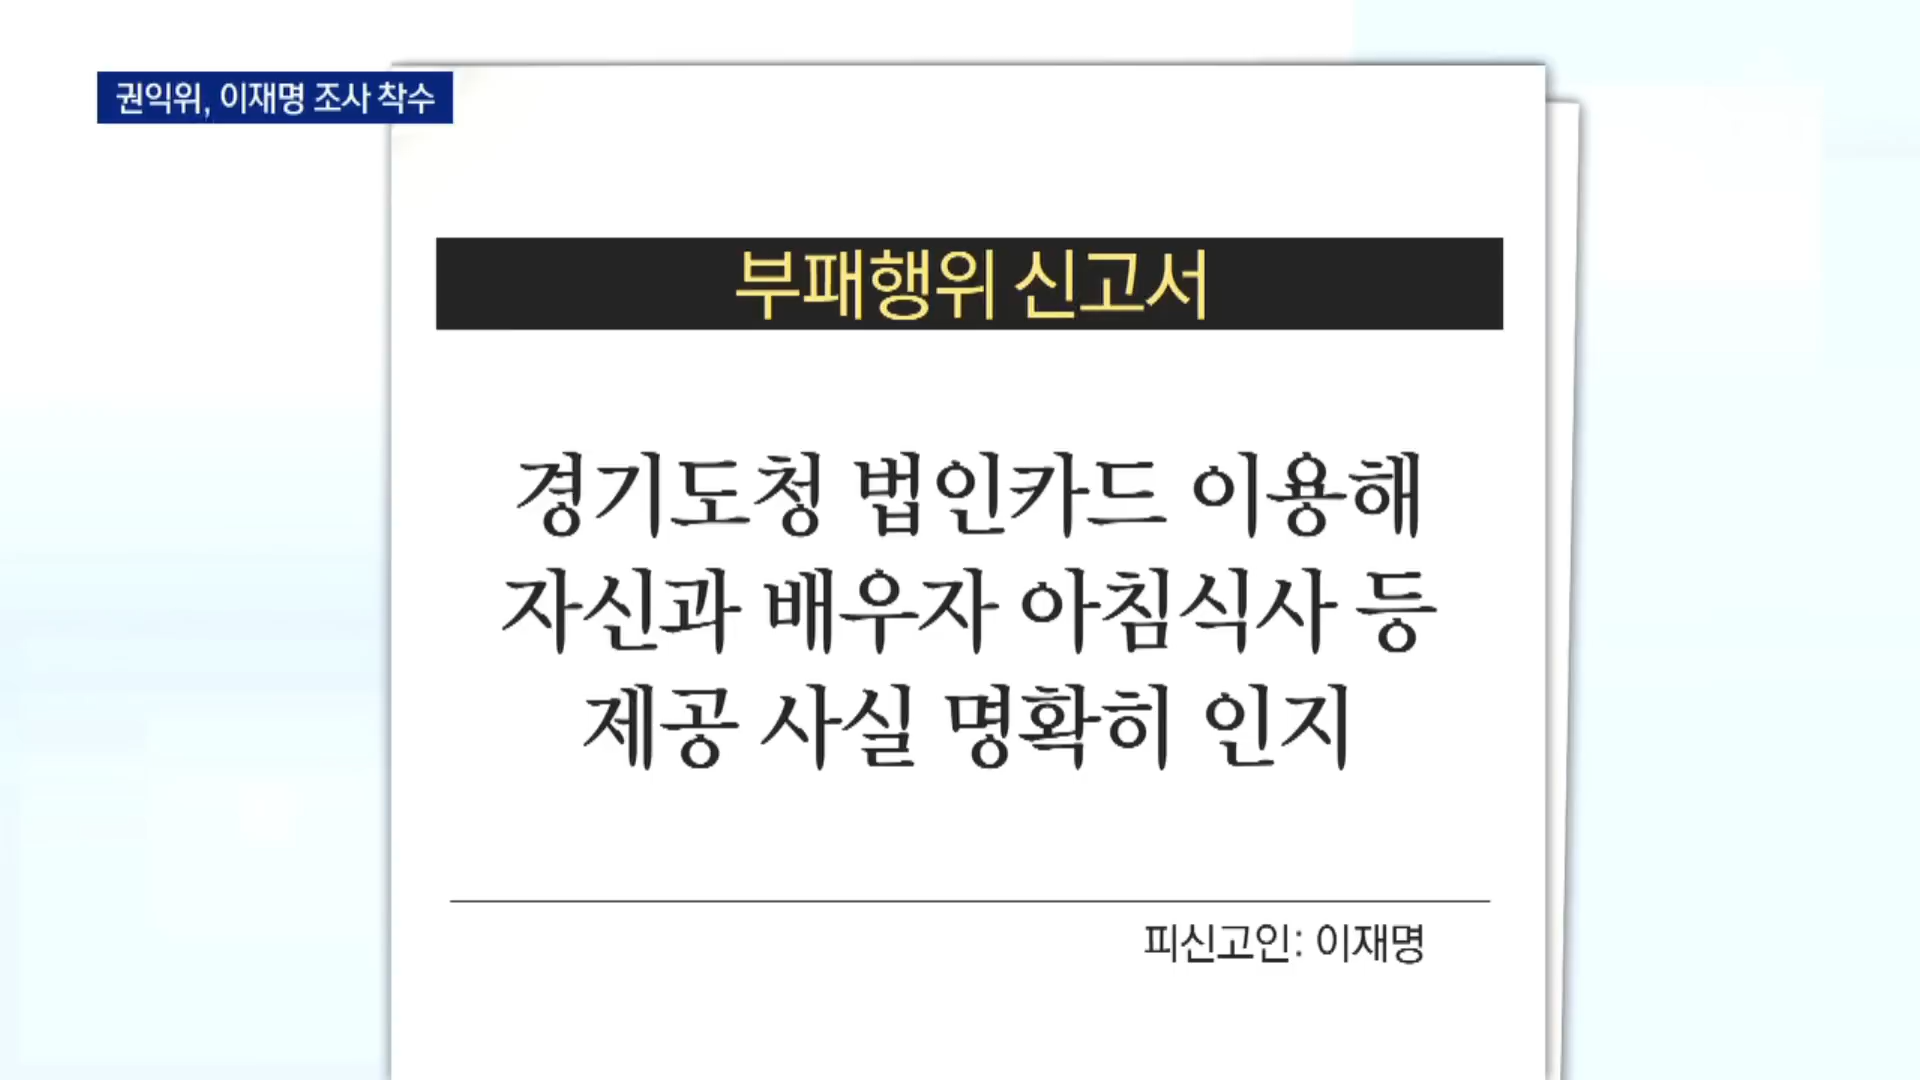 권익위, 이재명 조사 착수
부패행위 신고서
경기도청 법인카드 이용해
자신과 배우자 아침식사 등
제공 사실 명확히 인지
피신고인: 이재명